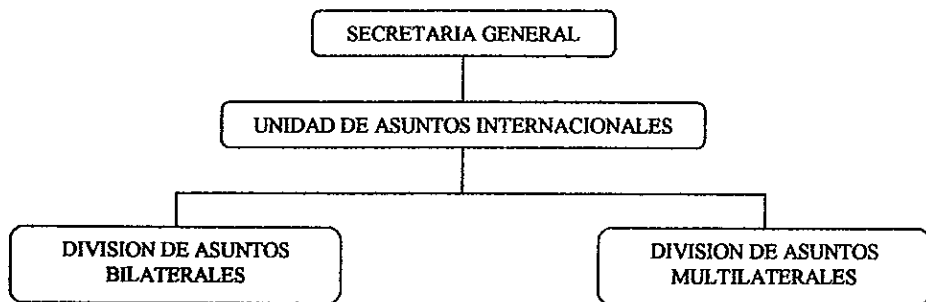 SECRETARIA GENERAL
UNIDAD DE ASUNTOS INTERNACIONALES
DIVISION DE ASUNTOS
BILATERALES
DIVISION DE ASUNTOS
MULTILATERALES